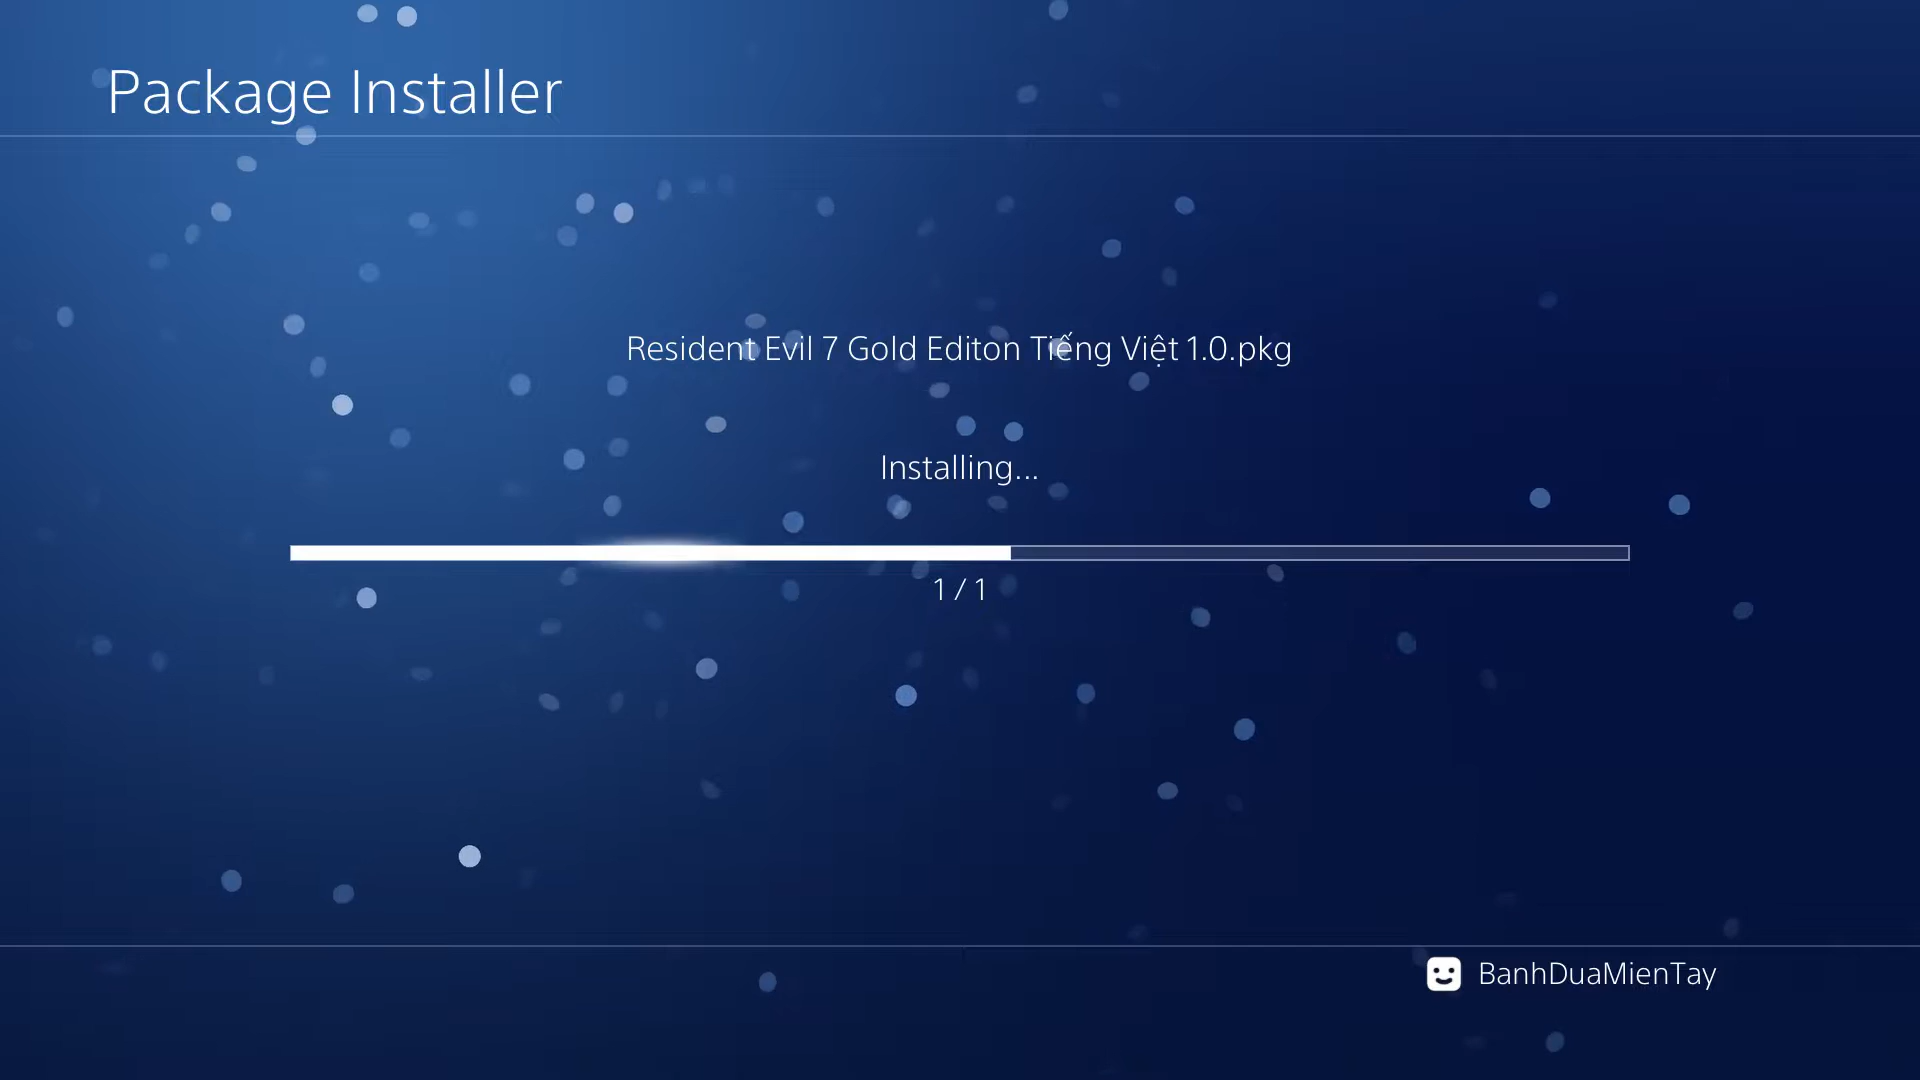 Package Installer
Resident Evil 7 Gold Editon Tiếng Việt 1.0.pkg
Installing...
1 / 1
BanhDuaMienTay